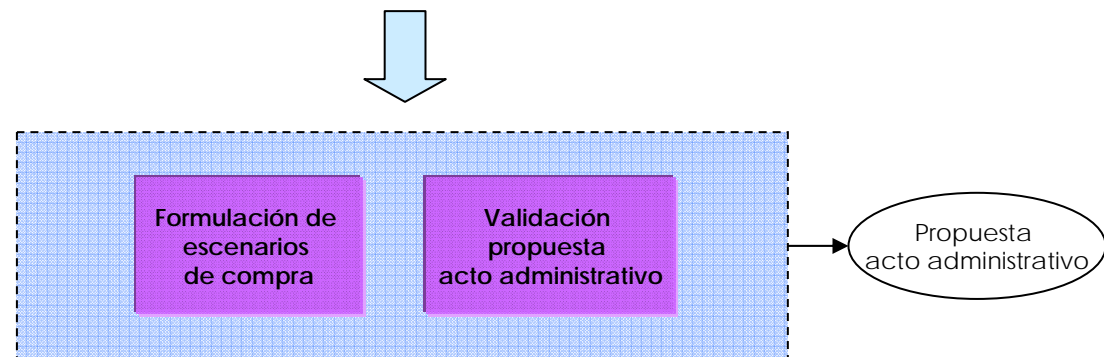 Formulación de
escenarios
de compra
Validación
propuesta
acto administrativo
Propuesta
acto administrativo